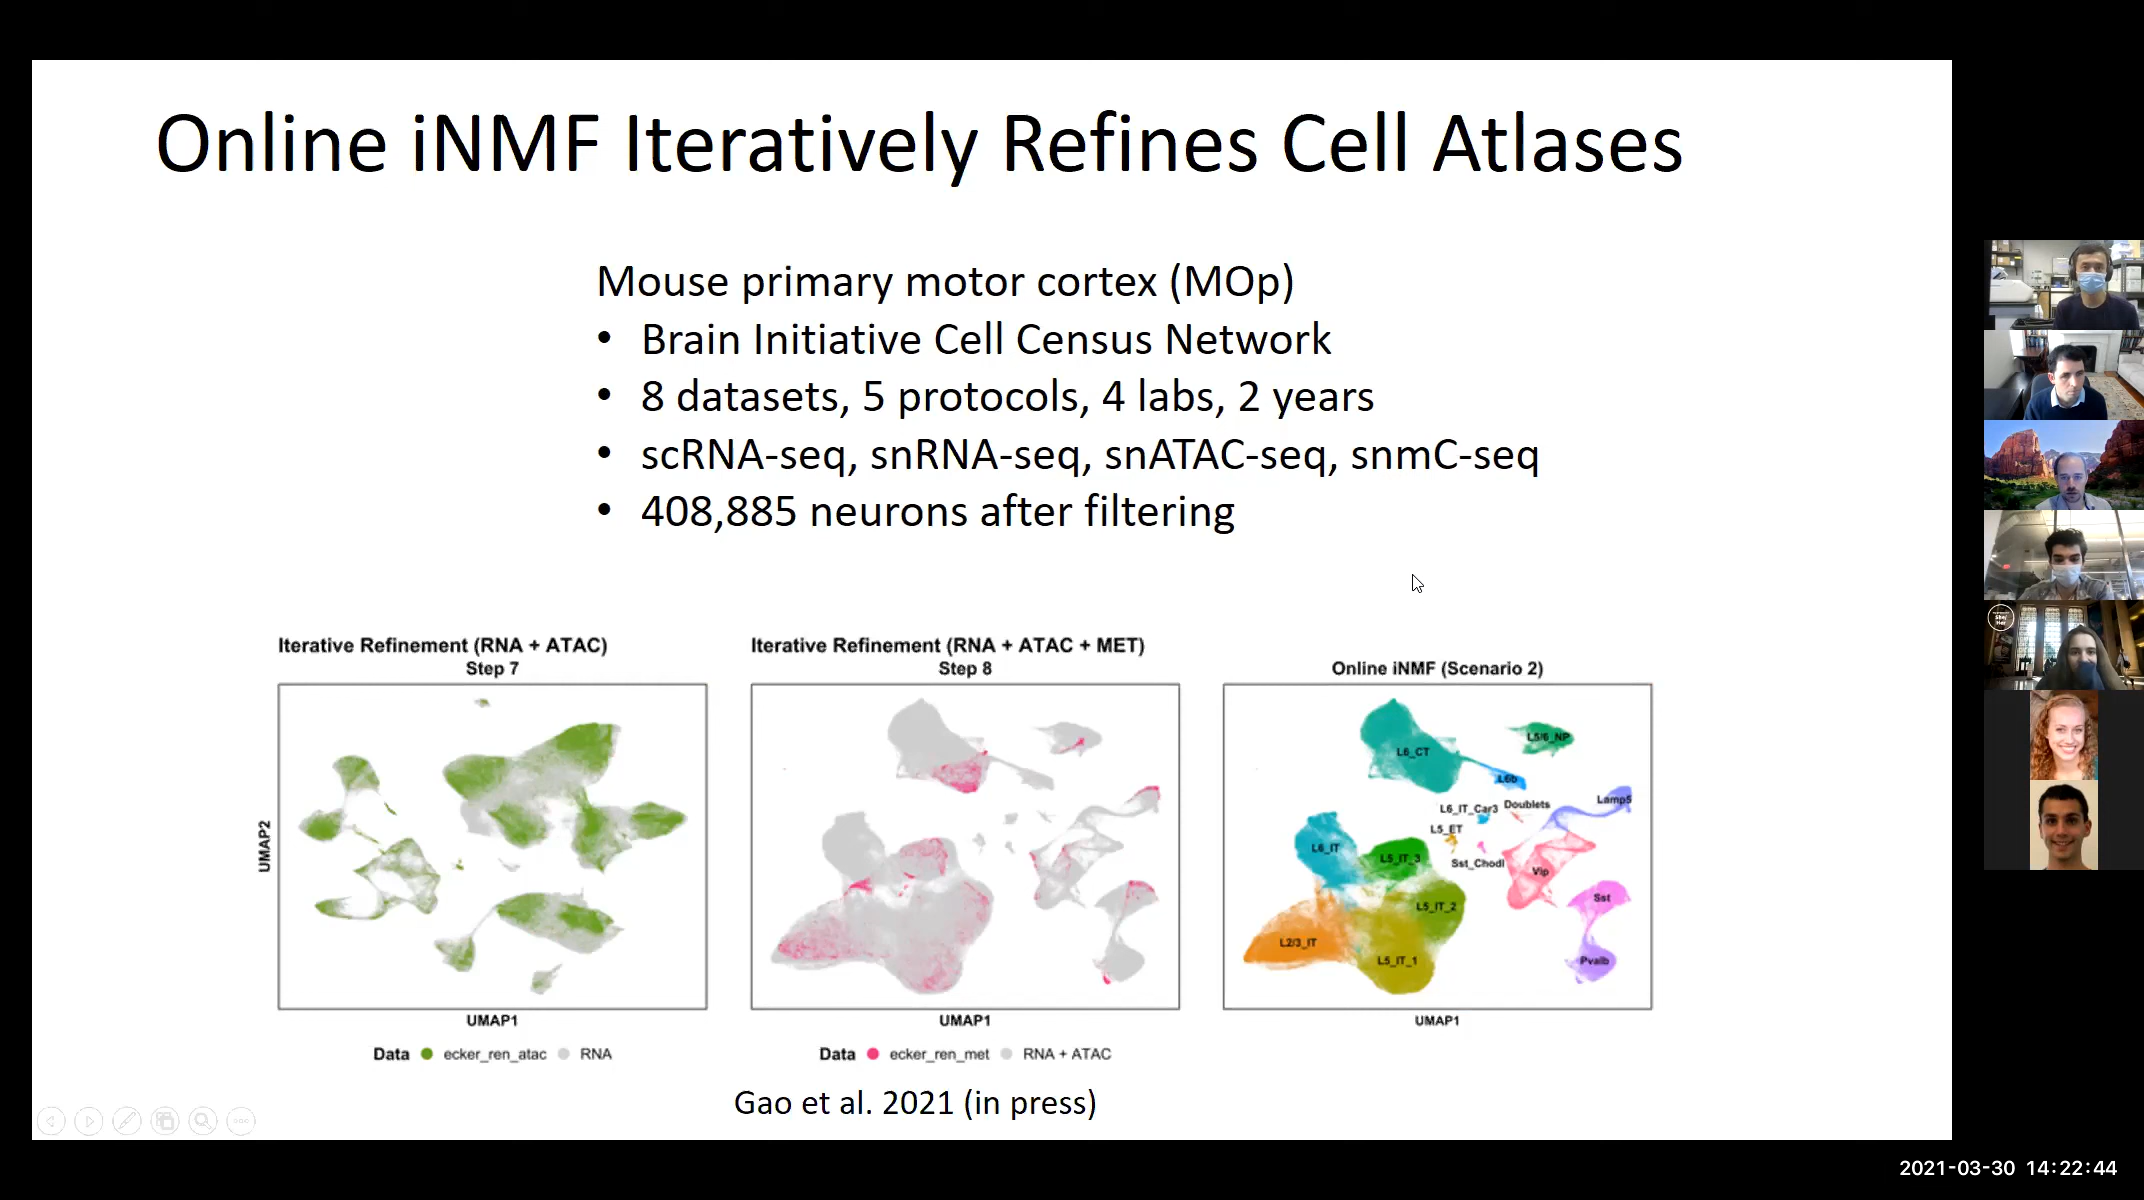 Online iNMF Iteratively Refines Cell Atlases
Mouse primary motor cortex (MOp)
• Brain Initiative Cell Census Network
• 8 datasets, 5 protocols, 4 labs, 2 years
• scRNA-seq, snRNA-seq, snATAC-seq, snmC-seq
• 408,885 neurons after filtering
Iterative Refinement (RNA + ATAC)
Step 7
UMAP2
UMAP1
Data ecker_ren_atac RNA
Iterative Refinement (RNA + ATAC + MET)
Step 8
UMAP1
Data ecker_ren_met RNA + ATAC
Online iNMF (Scenario 2)
L6_CT
L5/6_NP
L6b
L6_IT_Car3
Doublets
Lamp5
L5_ET
L6_IT
L5_IT_3
Sst_Chodl
Vip
L5_IT_2
Sst
L2/3_IT
L5_IT_1
Pvalb
UMAP1
Gao et al. 2021 (in press)
She/
Her
2021-03-30 14:22:44